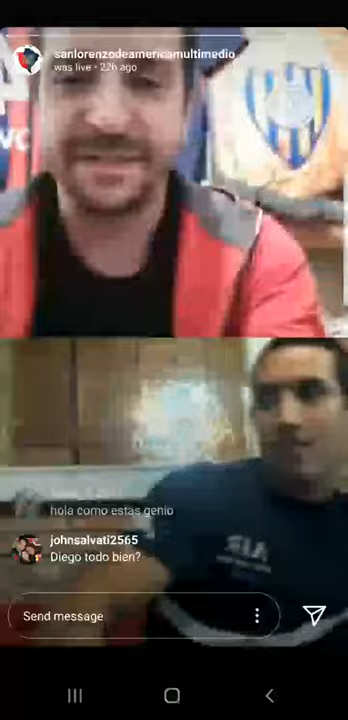 sanlorenzodeamericamultimedio
was live • 22h ago
hola como estas genio
johnsalvati2565
Diego todo bien?
Send message